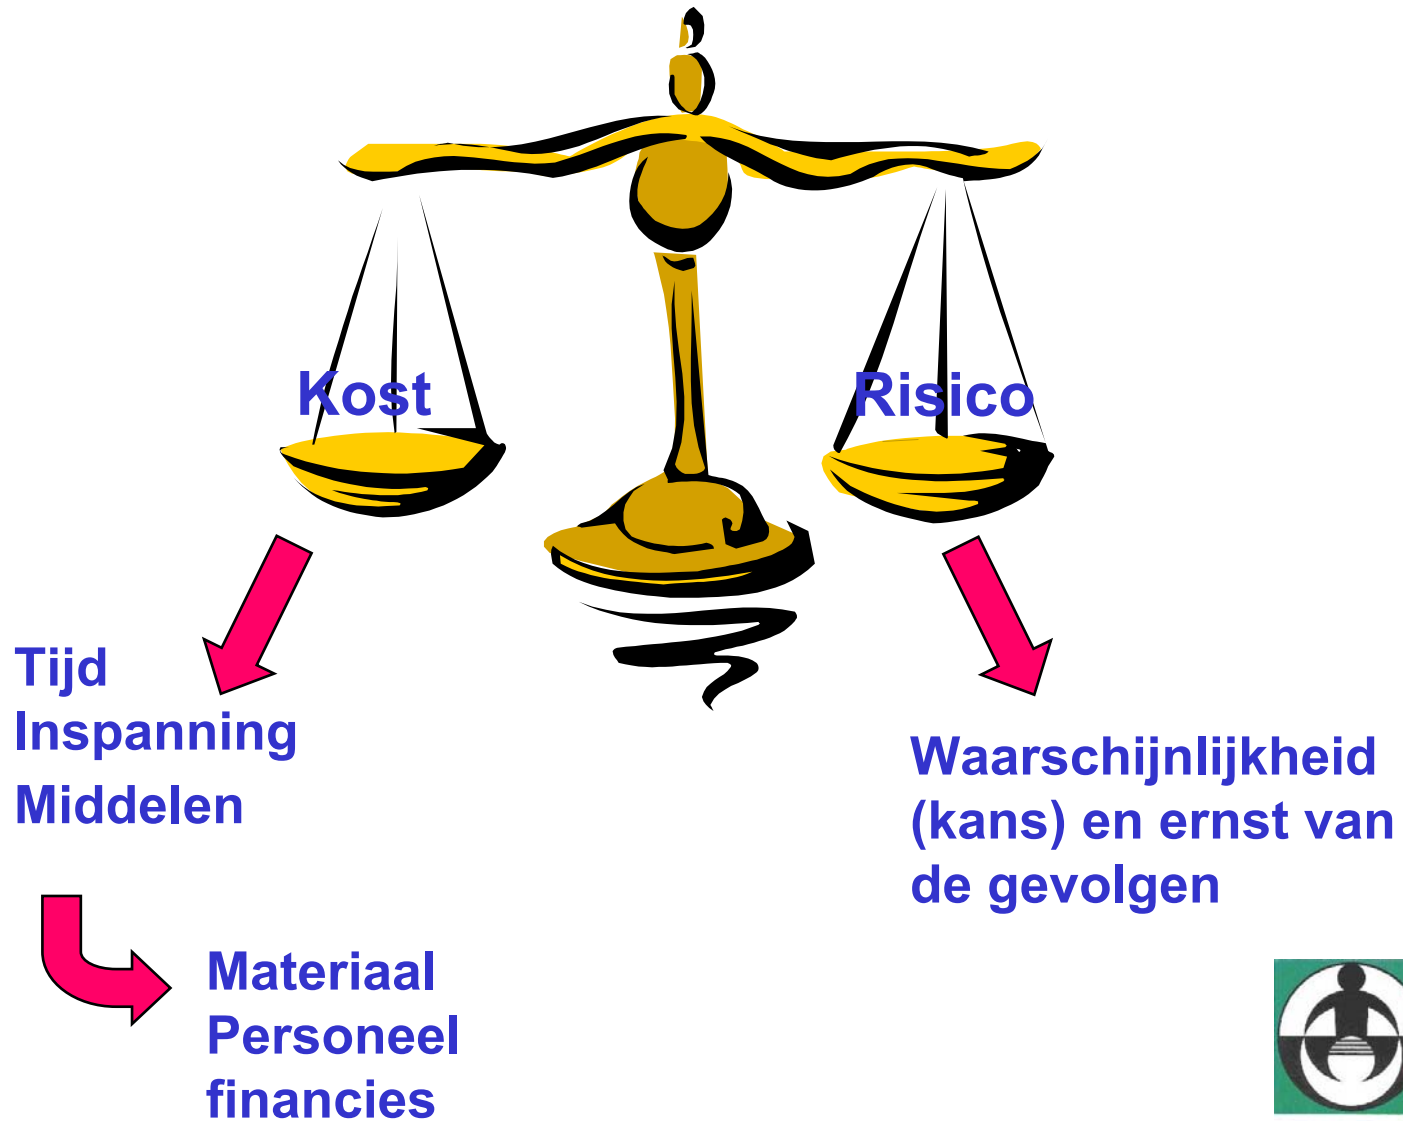 Kost
Risico
Tijd
Inspanning
Middelen
Waarschijnlijkheid
(kans) en ernst van
de gevolgen
Materiaal
Personeel
financies